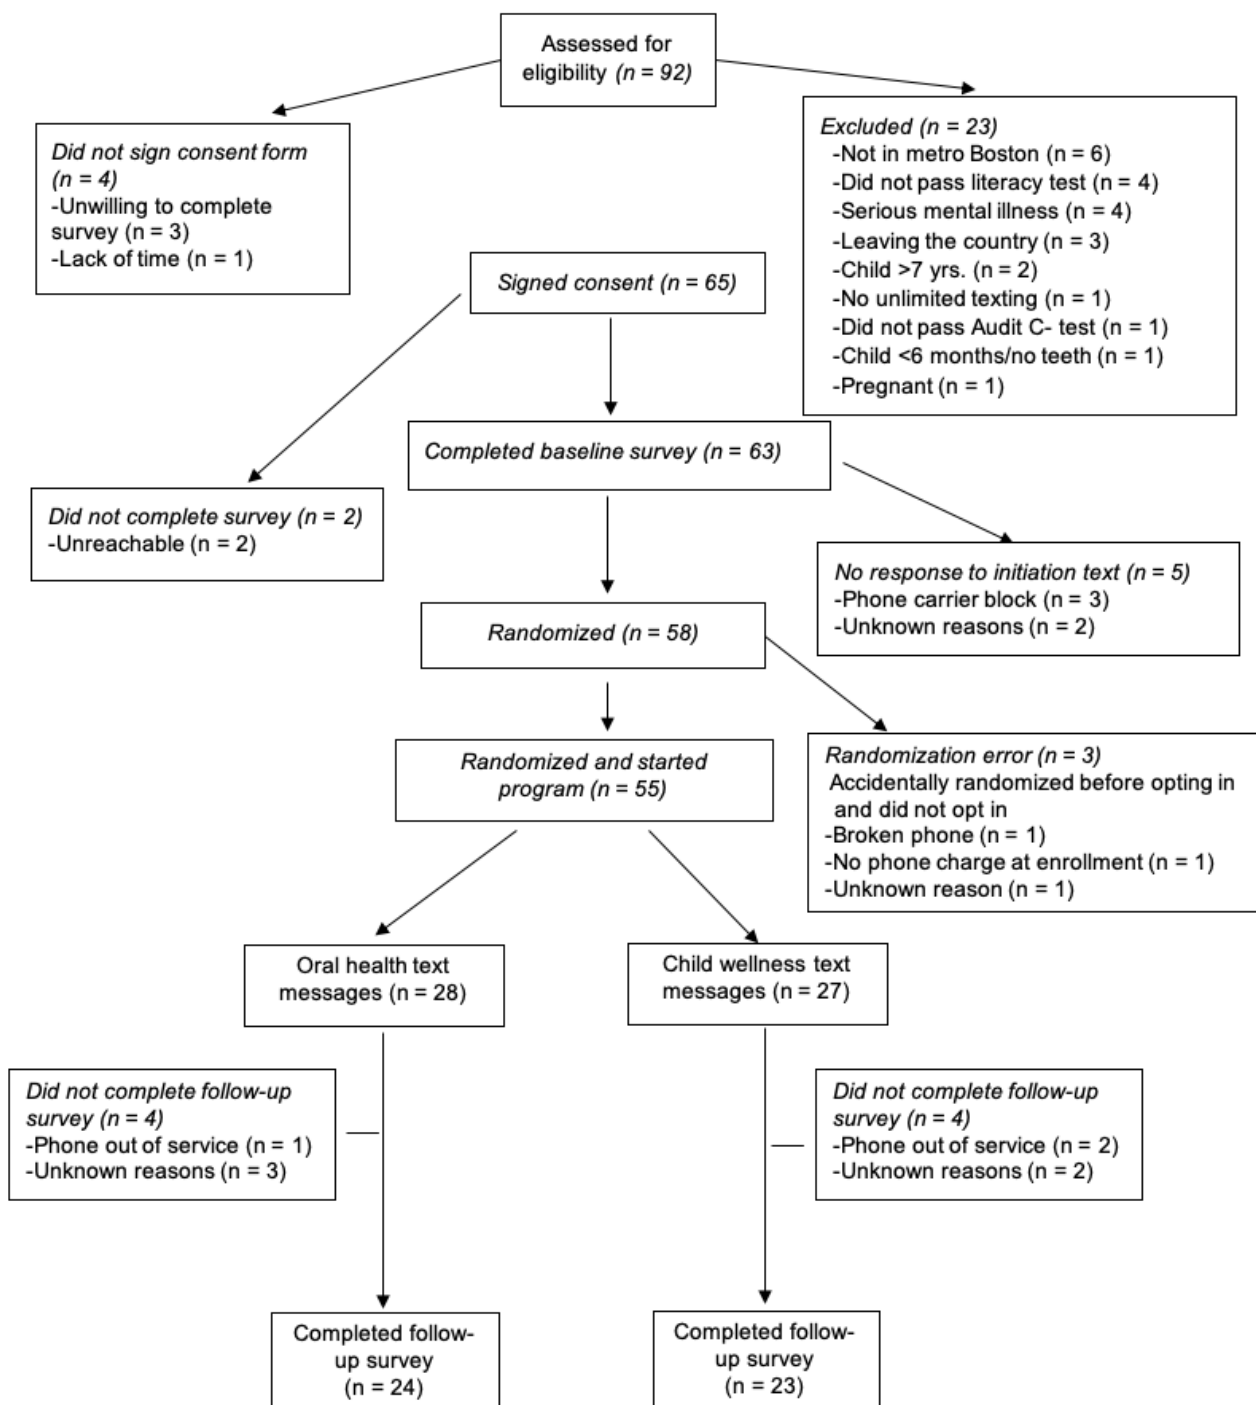 Assessed for
eligibility (n = 92)
Did not sign consent form
(n = 4)
-Unwilling to complete
survey (n = 3)
-Lack of time (n = 1)
Excluded (n = 23)
-Not in metro Boston (n = 6)
-Did not pass literacy test (n = 4)
-Serious mental illness (n = 4)
-Leaving the country (n = 3)
-Child >7 yrs. (n = 2)
-No unlimited texting (n = 1)
-Did not pass Audit C- test (n = 1)
-Child <6 months/no teeth (n = 1)
-Pregnant (n = 1)
Signed consent (n = 65)
Completed baseline survey (n = 63)
Did not complete survey (n = 2)
-Unreachable (n = 2)
No response to initiation text (n = 5)
-Phone carrier block (n = 3)
-Unknown reasons (n = 2)
Randomized (n = 58)
Randomized and started
program (n = 55)
Randomization error (n = 3)
Accidentally randomized before opting in
and did not opt in
-Broken phone (n = 1)
-No phone charge at enrollment (n = 1)
-Unknown reason (n = 1)
Oral health text
messages (n = 28)
Child wellness text
messages (n = 27)
Did not complete follow-up
survey (n = 4)
-Phone out of service (n = 1)
-Unknown reasons (n = 3)
Did not complete follow-up
survey (n = 4)
-Phone out of service (n = 2)
-Unknown reasons (n = 2)
Completed follow-
up survey
(n = 24)
Completed follow-
up survey
(n = 23)